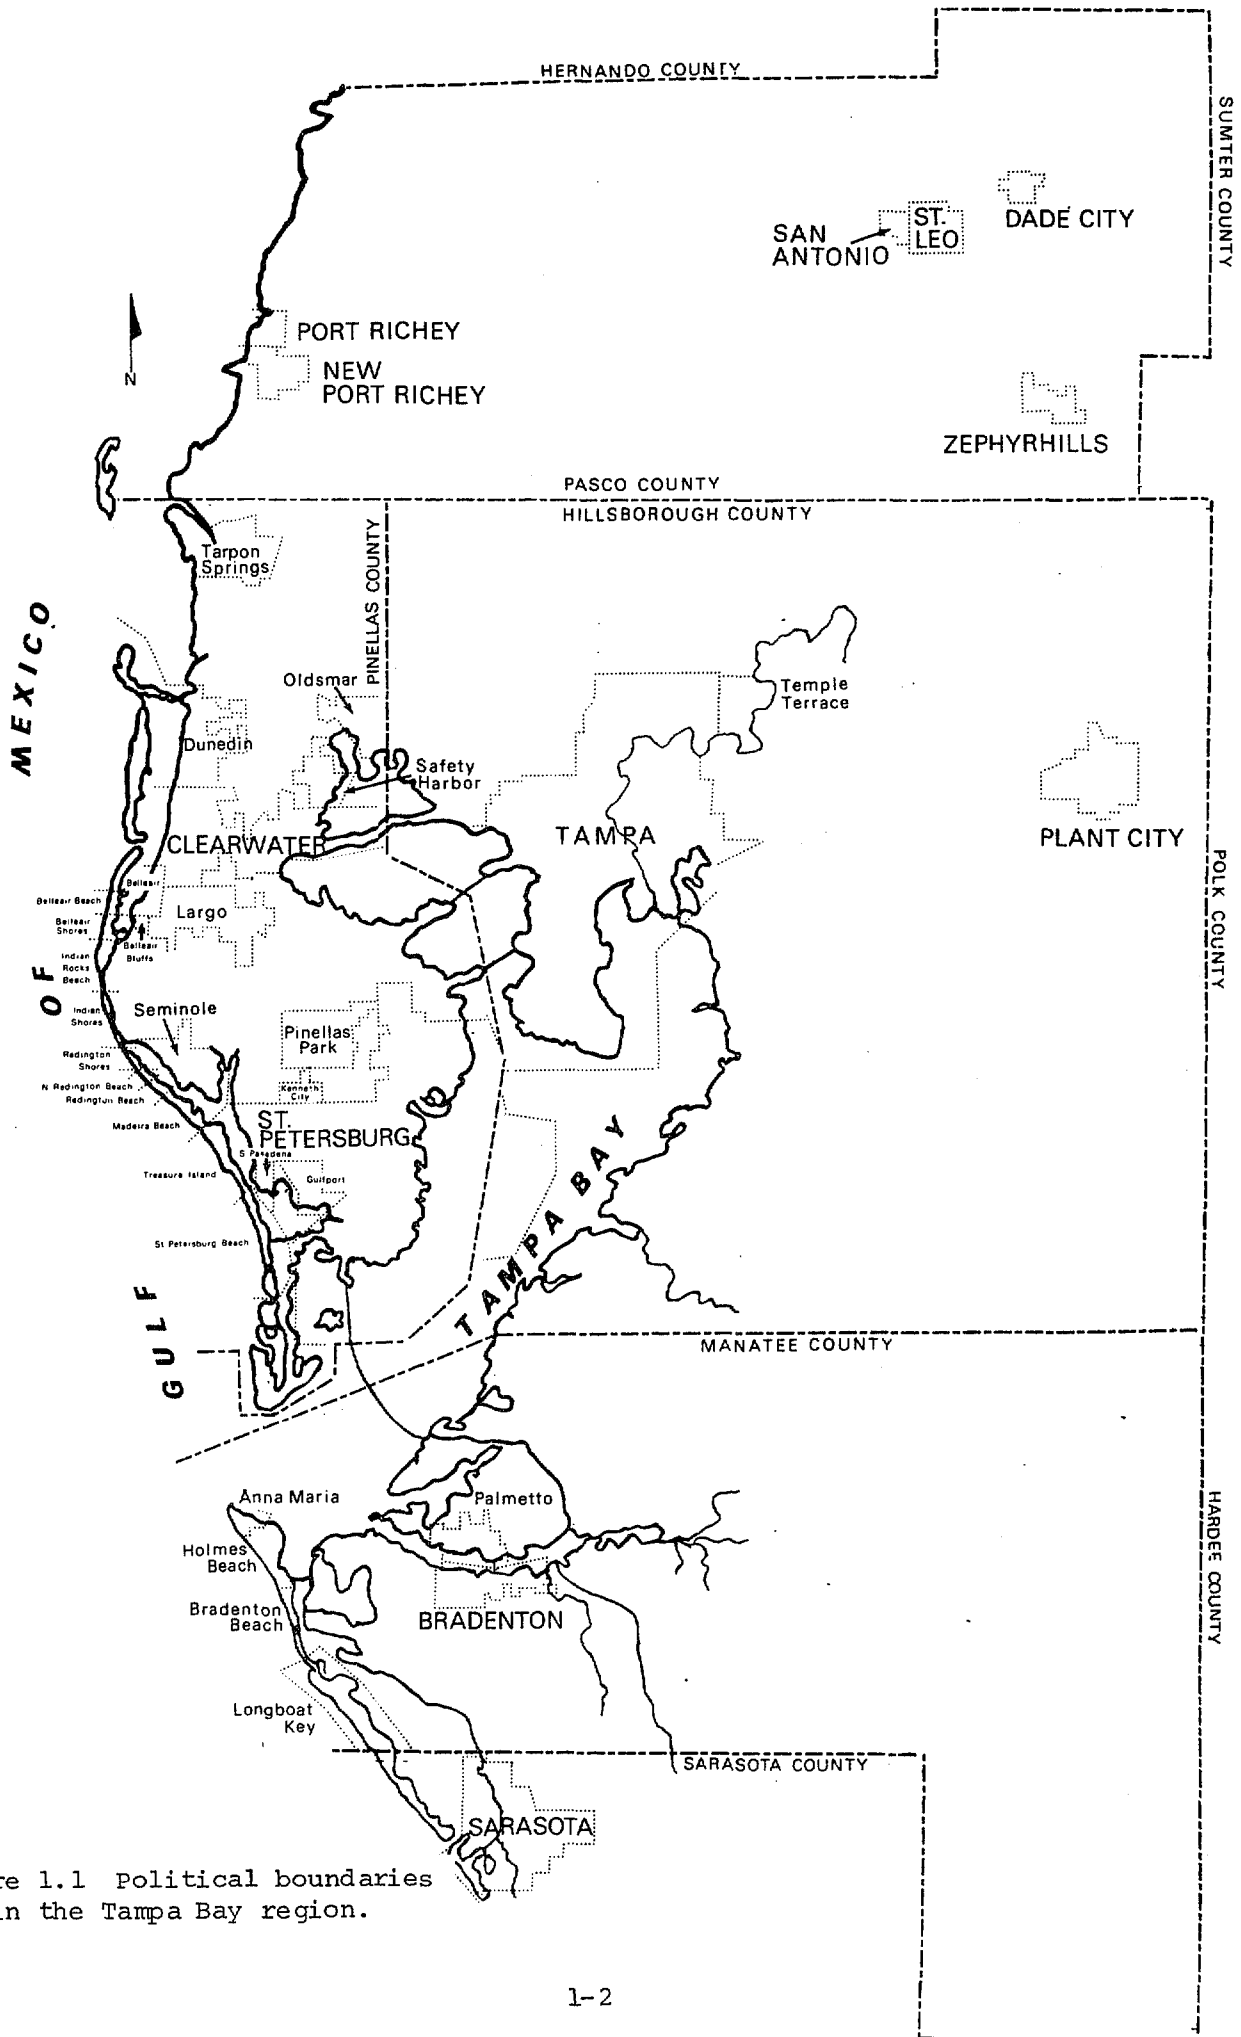 HERNANDO COUNTY
SUMTER COUNTY
DADE CITY
ST.
LEO
SAN
ANTONIO
PORT RICHEY
NEW
PORT RICHEY
N
ZEPHYRHILLS
PASCO COUNTY
HILLSBOROUGH COUNTY
PINELLAS COUNTY
Tarpon
Springs
GULF OF MEXICO
Oldsmar
Temple
Terrace
Dunedin
Safety
Harbor
CLEARWATER
TAMPA
PLANT CITY
POLK COUNTY
Belleair
Belleair Beach
Belleair
Shores
Largo
Belleair
Bluffs
Indian
Rocks
Beach
Indian
Shores
Seminole
Pinellas
Park
Redington
Shores
N Redington Beach
Redington Beach
Kenneth
City
Madeira Beach
ST.
PETERSBURG
S Pasadena
Treasure Island
Gulfport
St Petersburg Beach
TAMPA BAY
MANATEE COUNTY
Anna Maria
Palmetto
Holmes
Beach
HARDEE COUNTY
Bradenton
Beach
BRADENTON
Longboat
Key
SARASOTA COUNTY
SARASOTA
re 1.1 Political boundaries
in the Tampa Bay region.
1-2